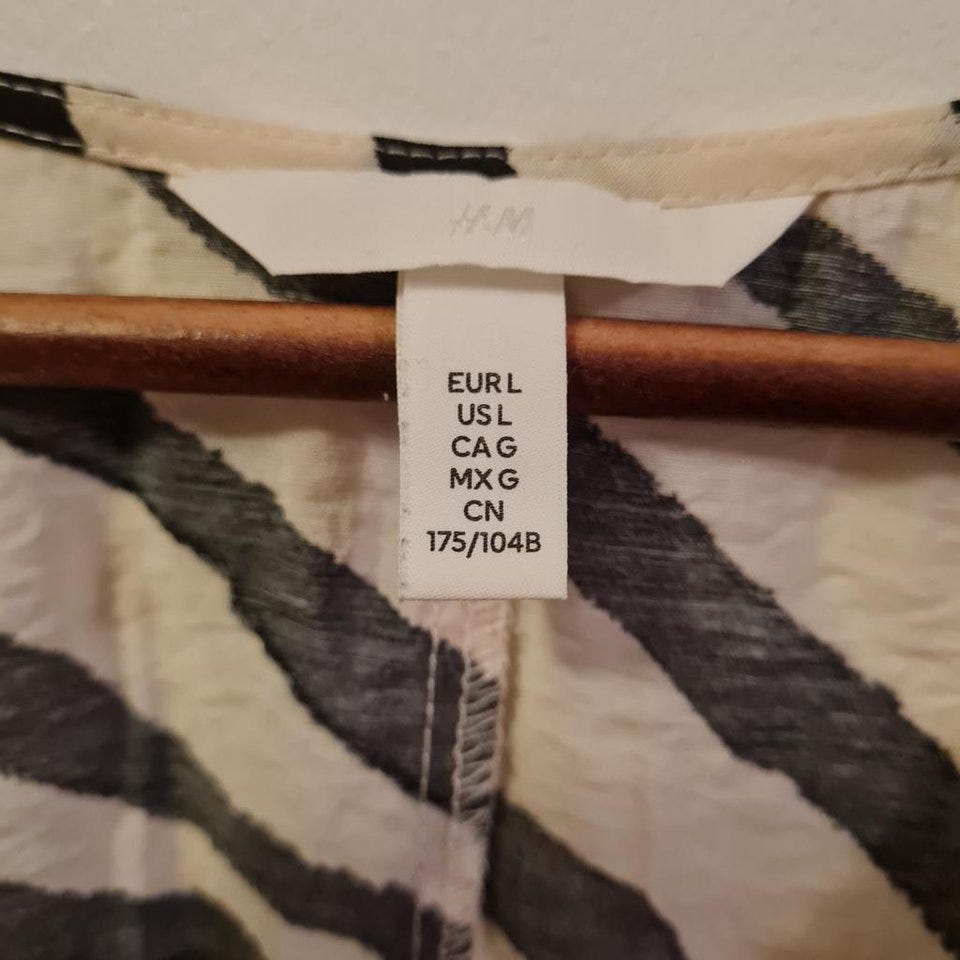 H&M
EUR L
US L
CA G
MX G
CN
175/104B